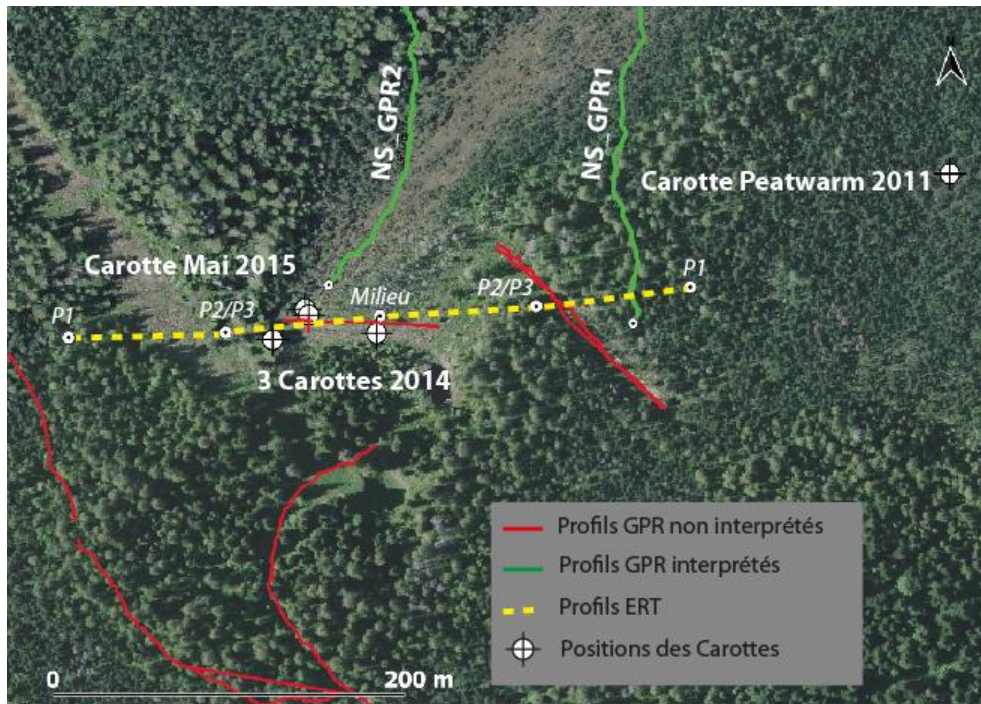 NS_GPR2
NS_GPR1
Carotte Peatwarm 2011
Carotte Mai 2015
P1
P2/P3
Milieu
P2/P3
P1
3 Carottes 2014
Profils GPR non interprétés
Profils GPR interprétés
Profils ERT
Positions des Carottes
0
200 m